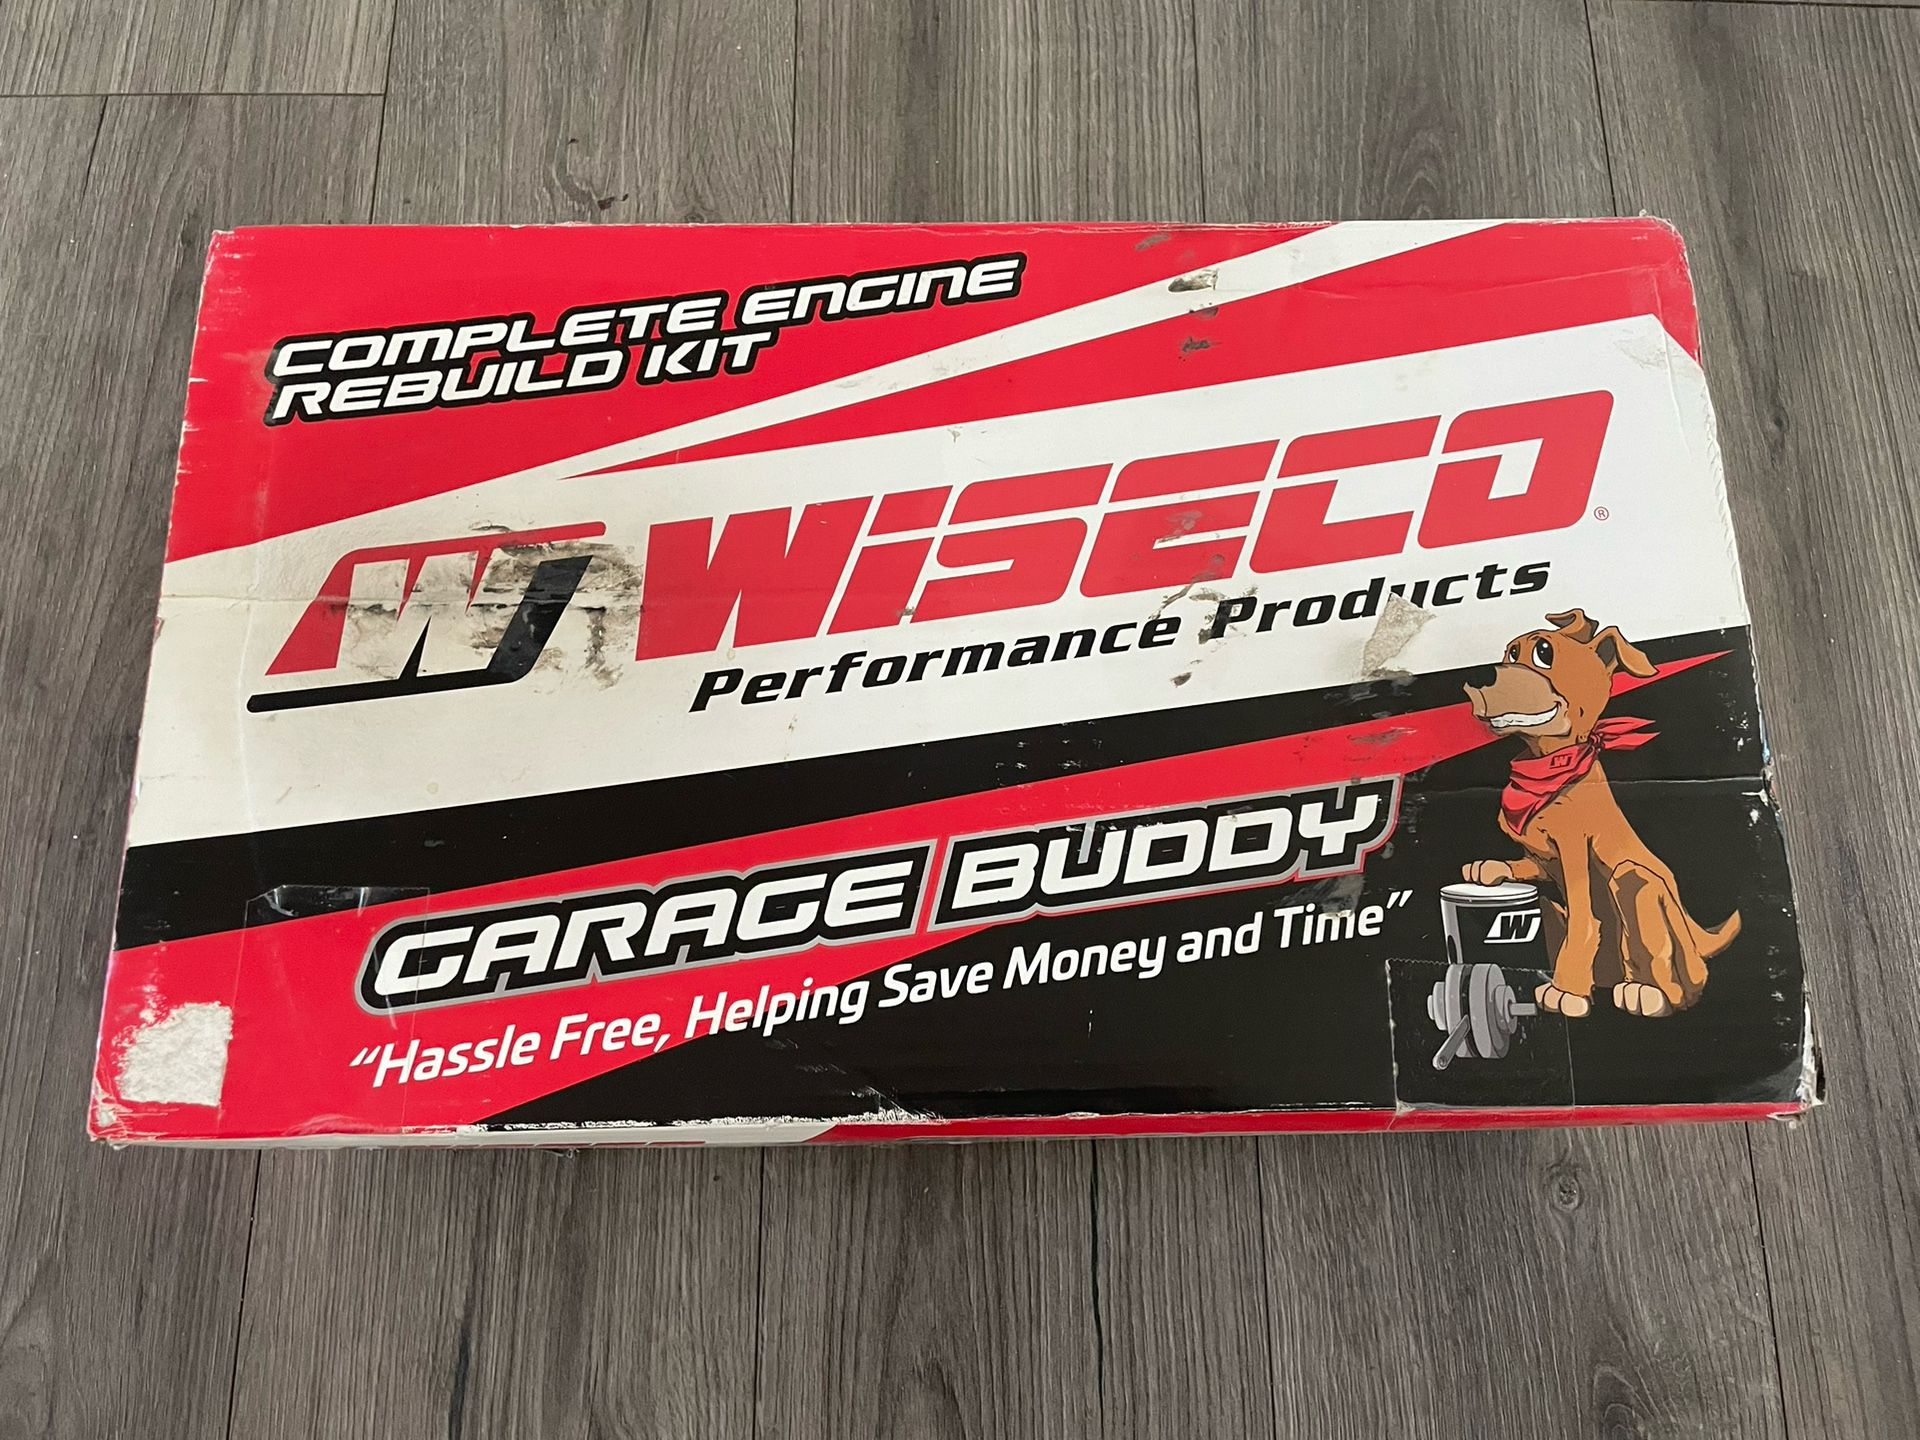 COMPLETE ENGINE
REBUILD KIT
W WISECO®
Performance Products
GARAGE BUDDY
“Hassle Free, Helping Save Money and Time”
W
W